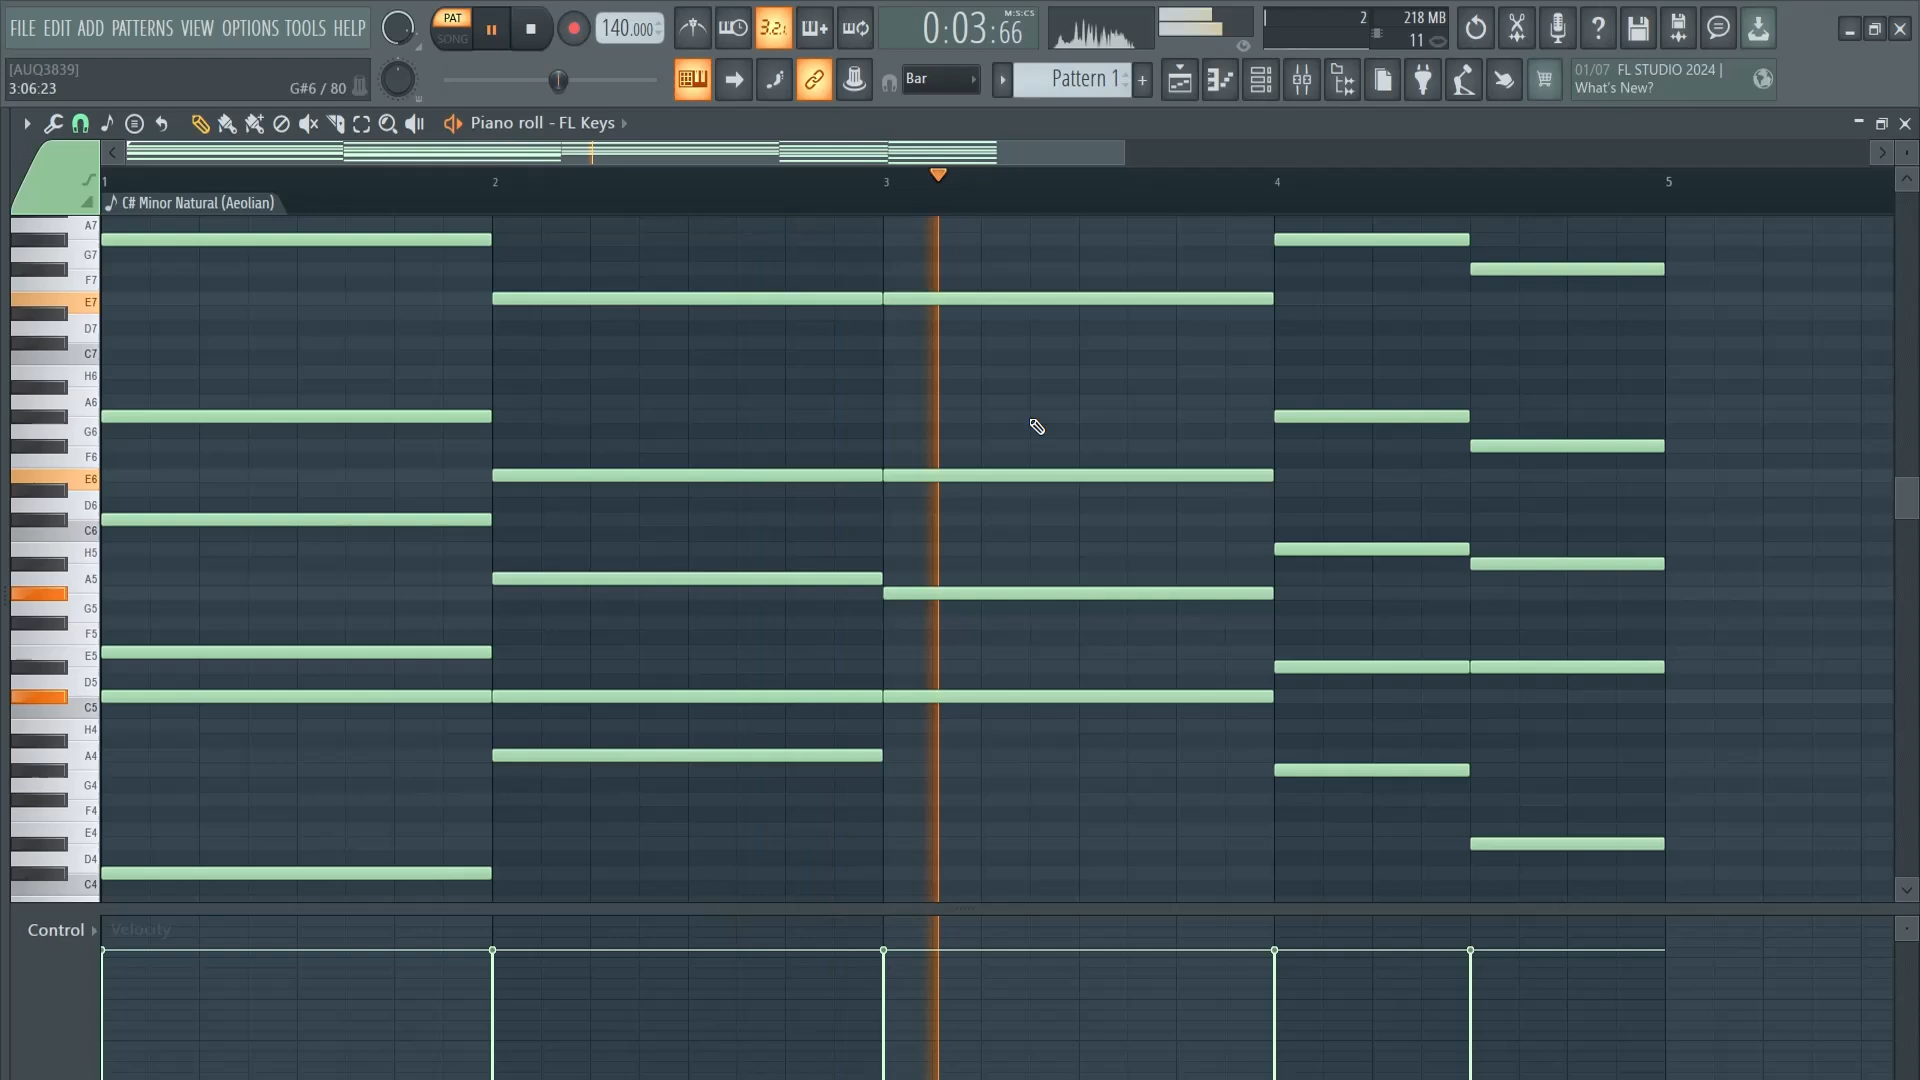 FILE EDIT ADD PATTERNS VIEW OPTIONS TOOLS HELP
PAT
SONG
140.000
3.2.
0:03:66
M:S:CS
2
218 MB
11
[AUQ3839]
3:06:23
G#6 / 80
Bar
Pattern 1
+
01/07 FL STUDIO 2024 |
What's New?
Piano roll - FL Keys
1 2 3 4 5
C# Minor Natural (Aeolian)
A7
G7
F7
E7
D7
C7
H6
A6
G6
F6
E6
D6
C6
H5
A5
G5
F5
E5
D5
C5
H4
A4
G4
F4
E4
D4
C4
Control
Velocity